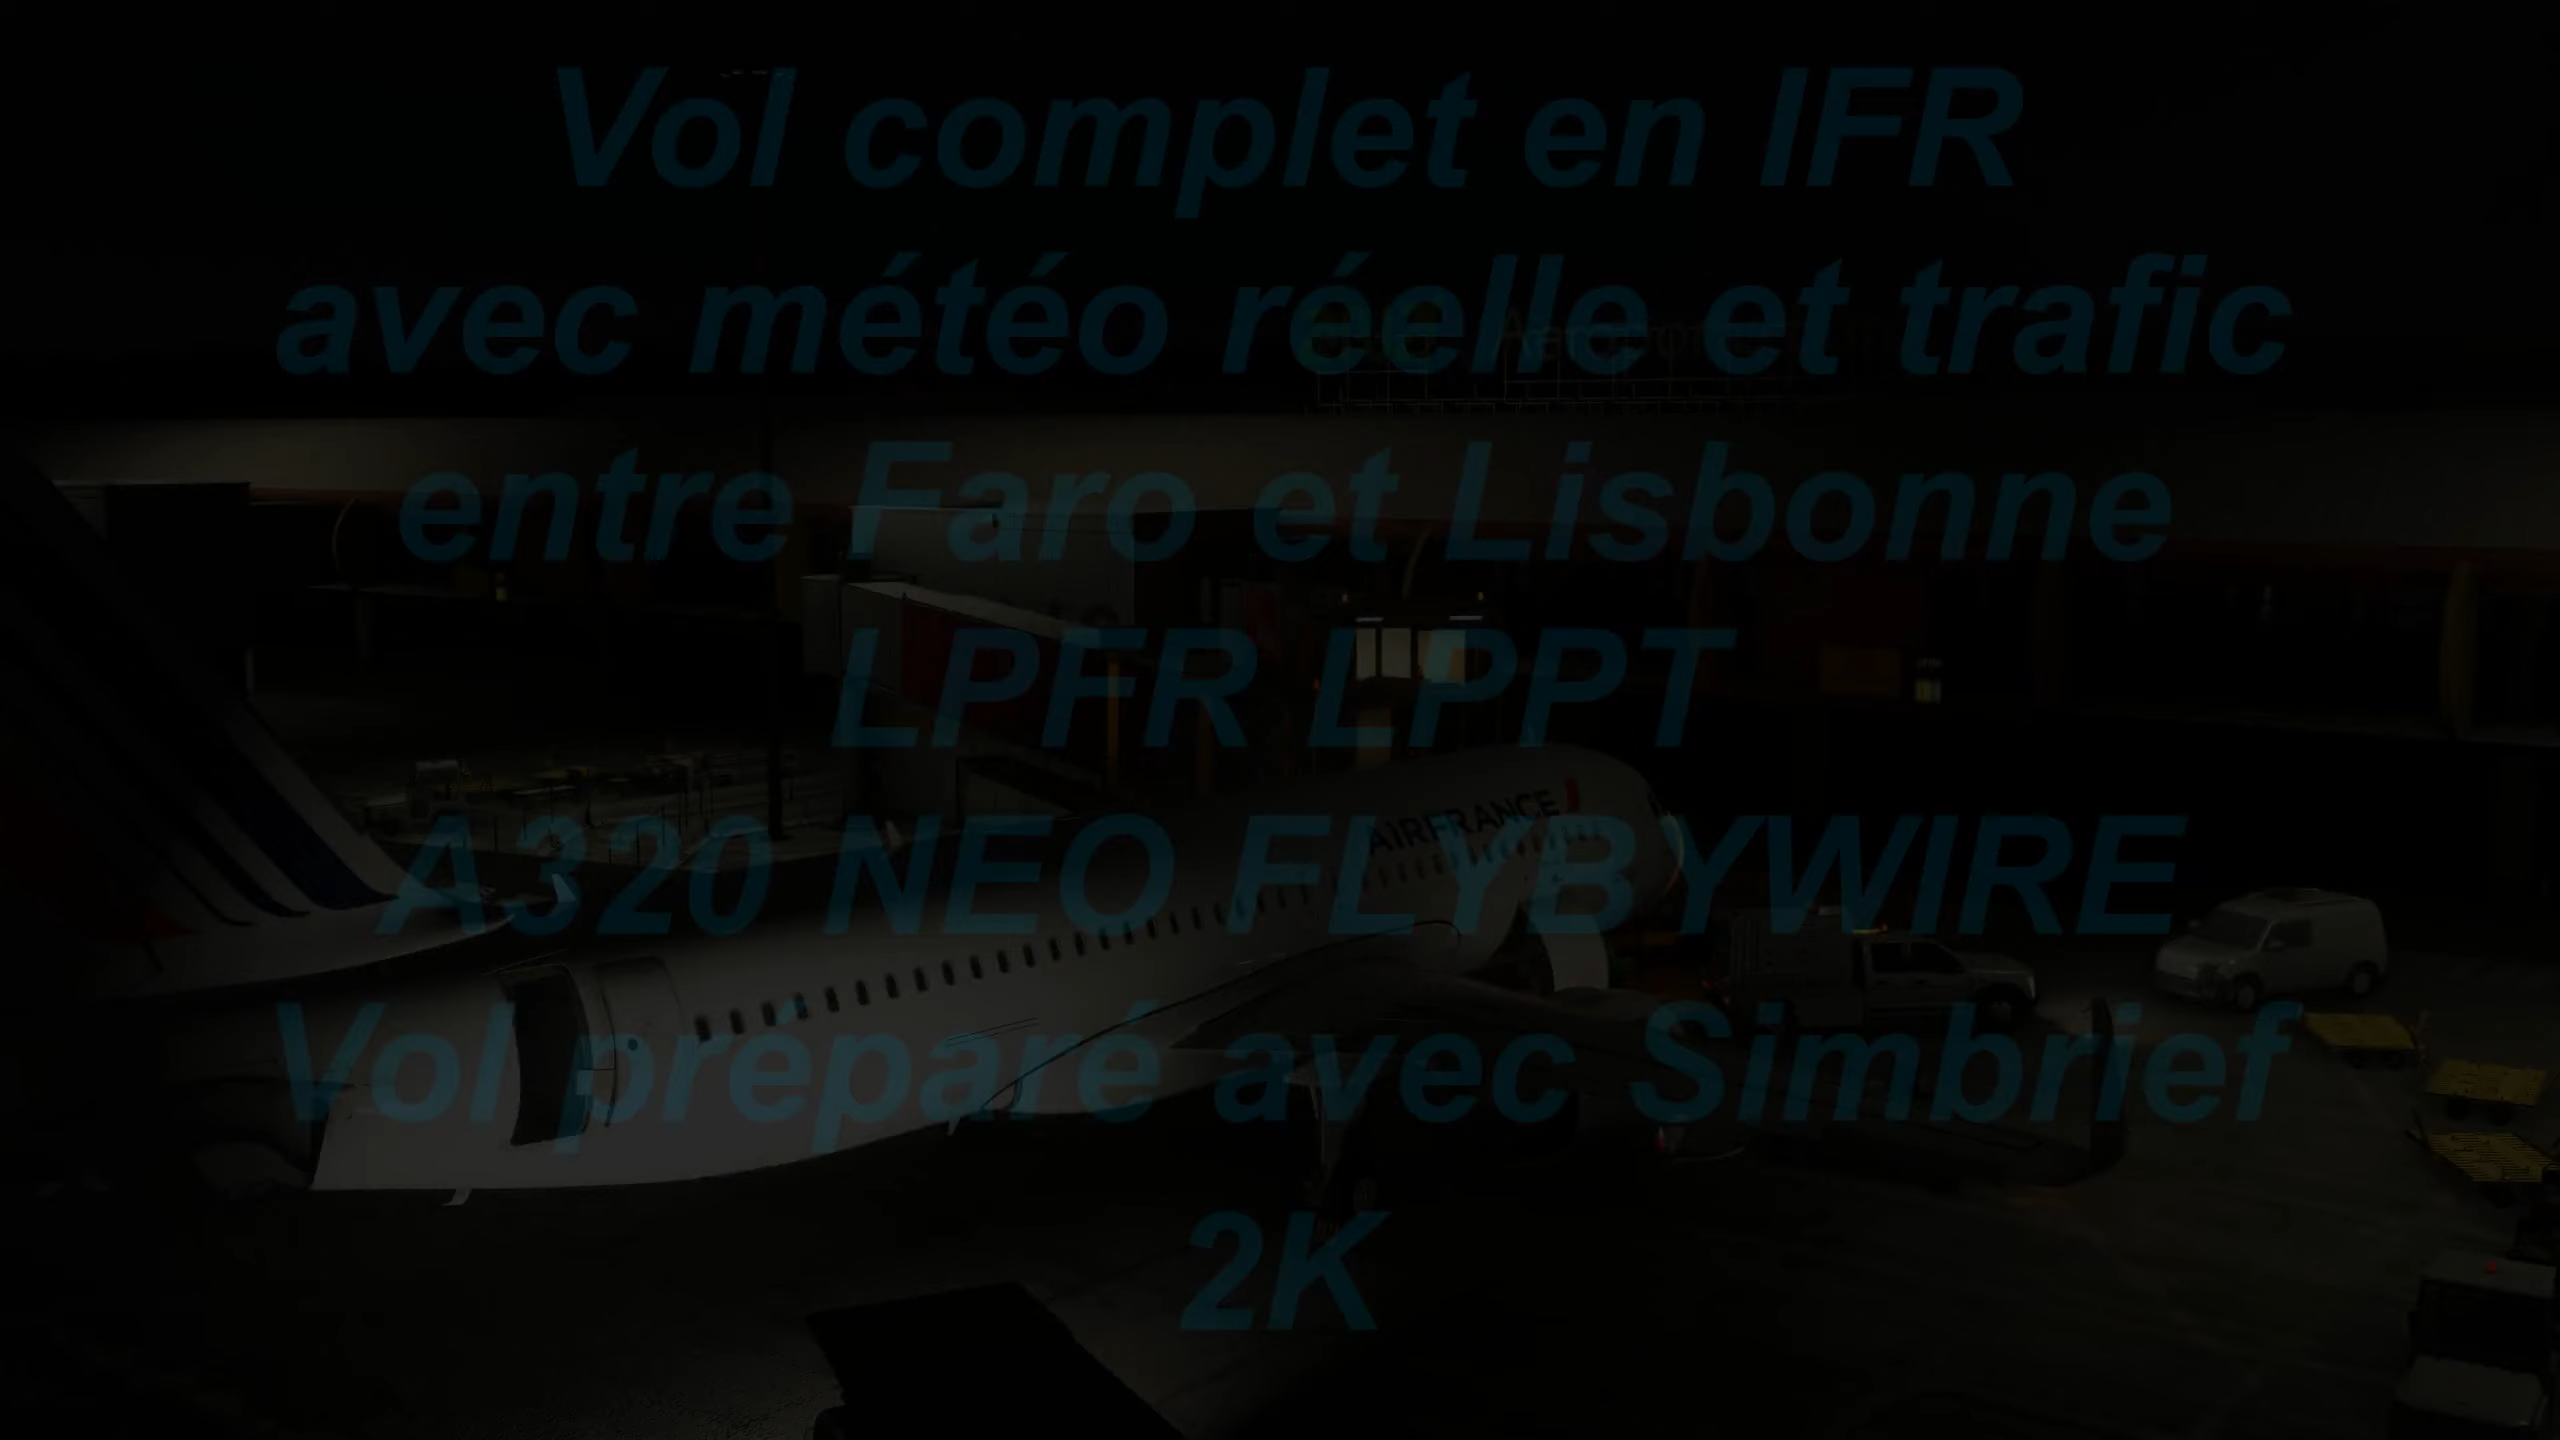 Vol complet en IFR
avec météo réelle et trafic
entre Faro et Lisbonne
LPFR LPPT
AIRFRANCE
A320 NEO FLYBYWIRE
Vol préparé avec Simbrief
2K